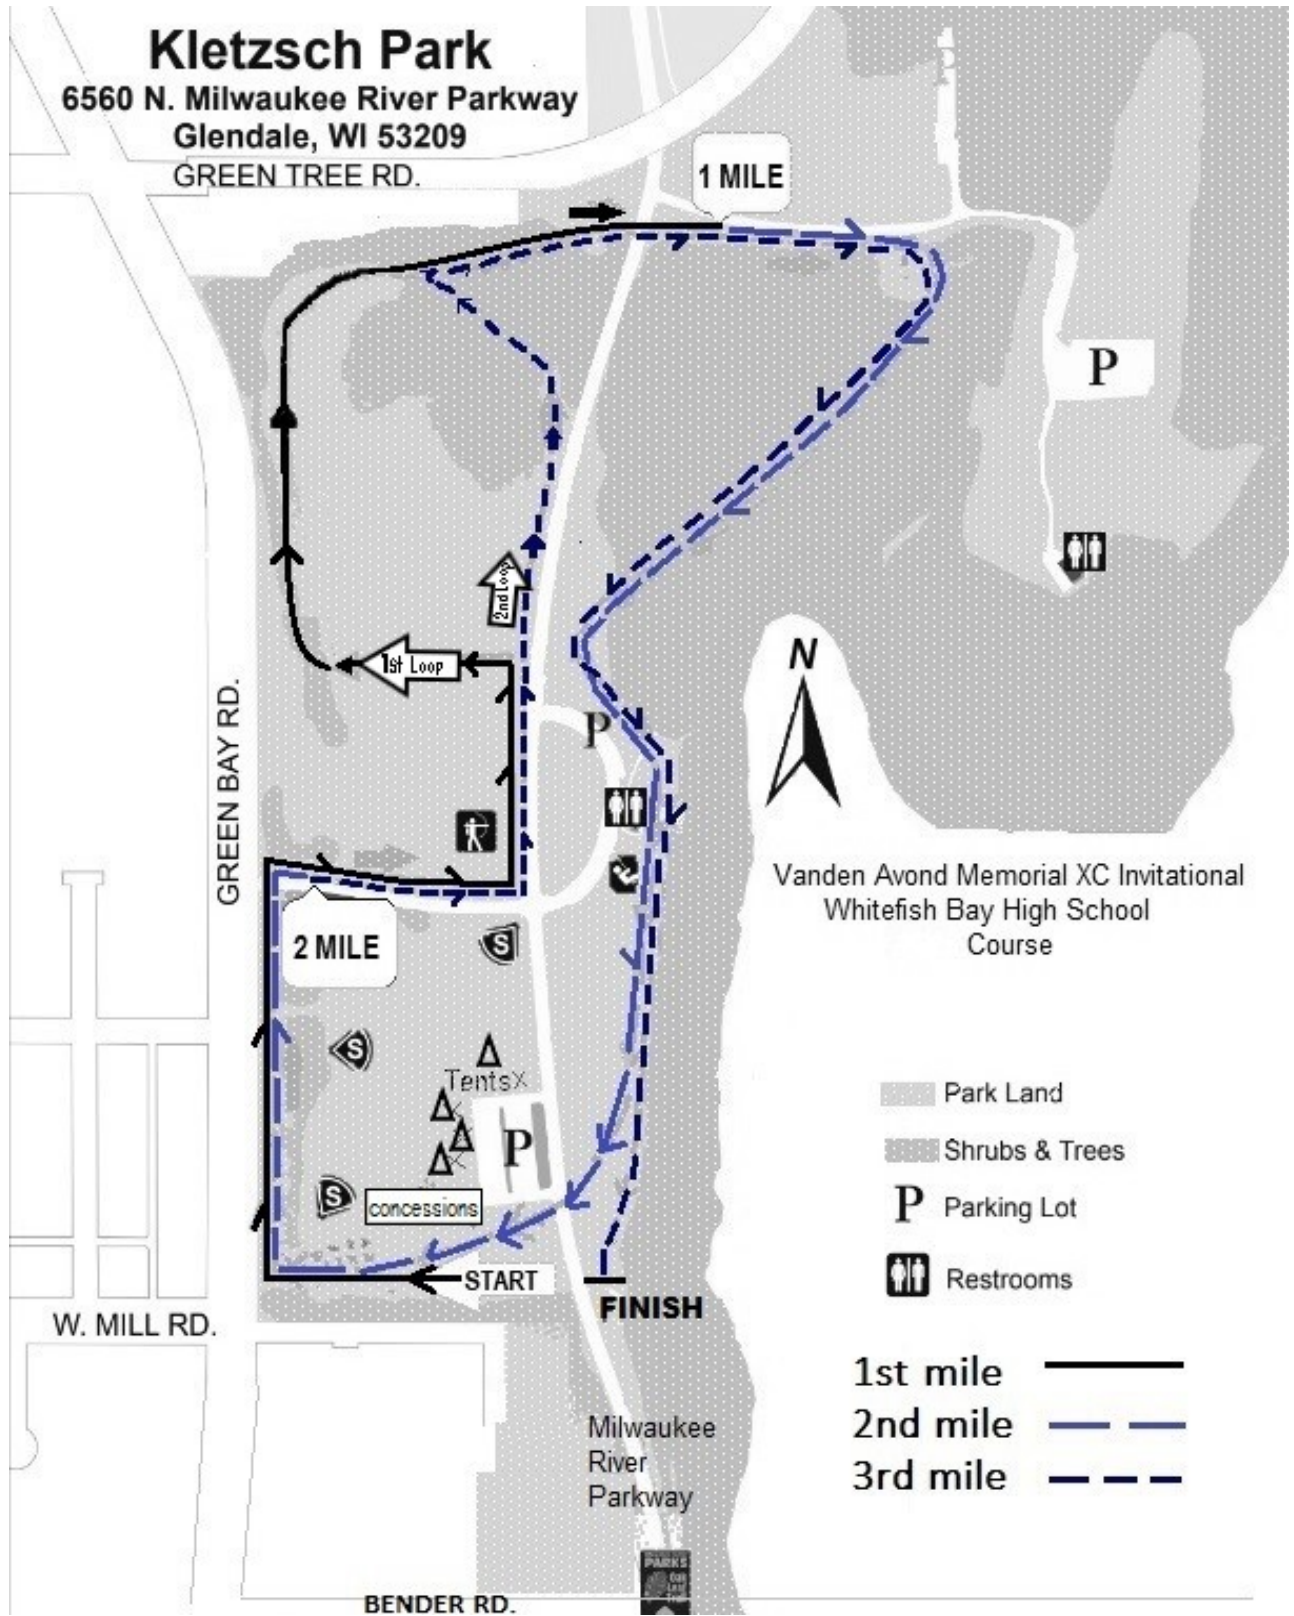 Kletzsch Park
6560 N. Milwaukee River Parkway
Glendale, WI 53209
GREEN TREE RD.
1 MILE
P
2nd Loop
1st Loop
N
GREEN BAY RD.
P
Vanden Avond Memorial XC Invitational
Whitefish Bay High School
Course
2 MILE
S
S
Tents
P
S
concessions
START
FINISH
W. MILL RD.
Park Land
Shrubs & Trees
P Parking Lot
Restrooms
1st mile
2nd mile
3rd mile
Milwaukee
River
Parkway
PARKS
BENDER RD.